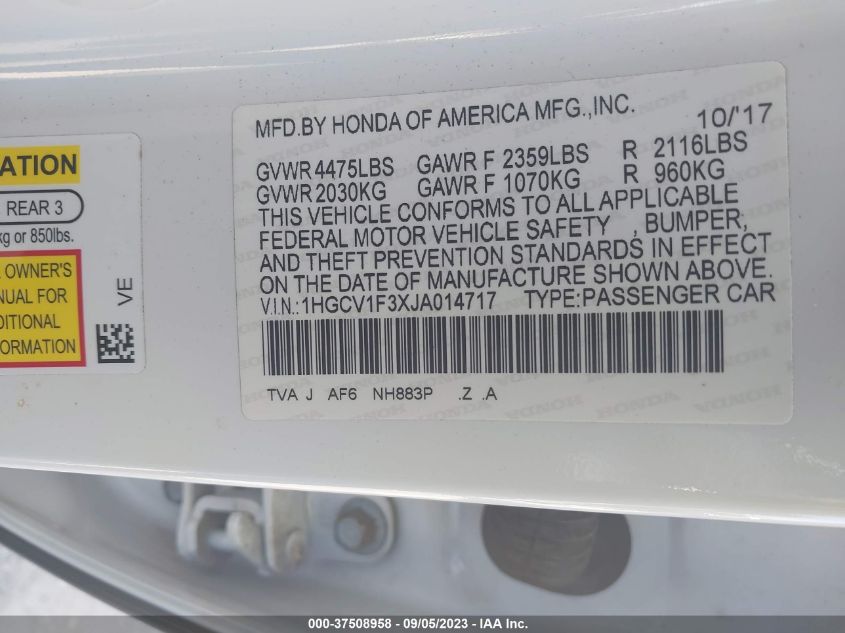 ATION
REAR 3
kg or 850lbs.
OWNER'S
NUAL FOR
DITIONAL
FORMATION
VE
MFD.BY HONDA OF AMERICA MFG.,INC. 10/'17
GVWR 4475LBS GAWR F 2359LBS R 2116LBS
GVWR 2030KG GAWR F 1070KG R 960KG
THIS VEHICLE CONFORMS TO ALL APPLICABLE
FEDERAL MOTOR VEHICLE SAFETY , BUMPER,
AND THEFT PREVENTION STANDARDS IN EFFECT
ON THE DATE OF MANUFACTURE SHOWN ABOVE.
V.I.N.:1HGCV1F3XJA014717 TYPE:PASSENGER CAR
TVA J AF6 NH883P .Z .A
000-37508958 - 09/05/2023 - IAA Inc.